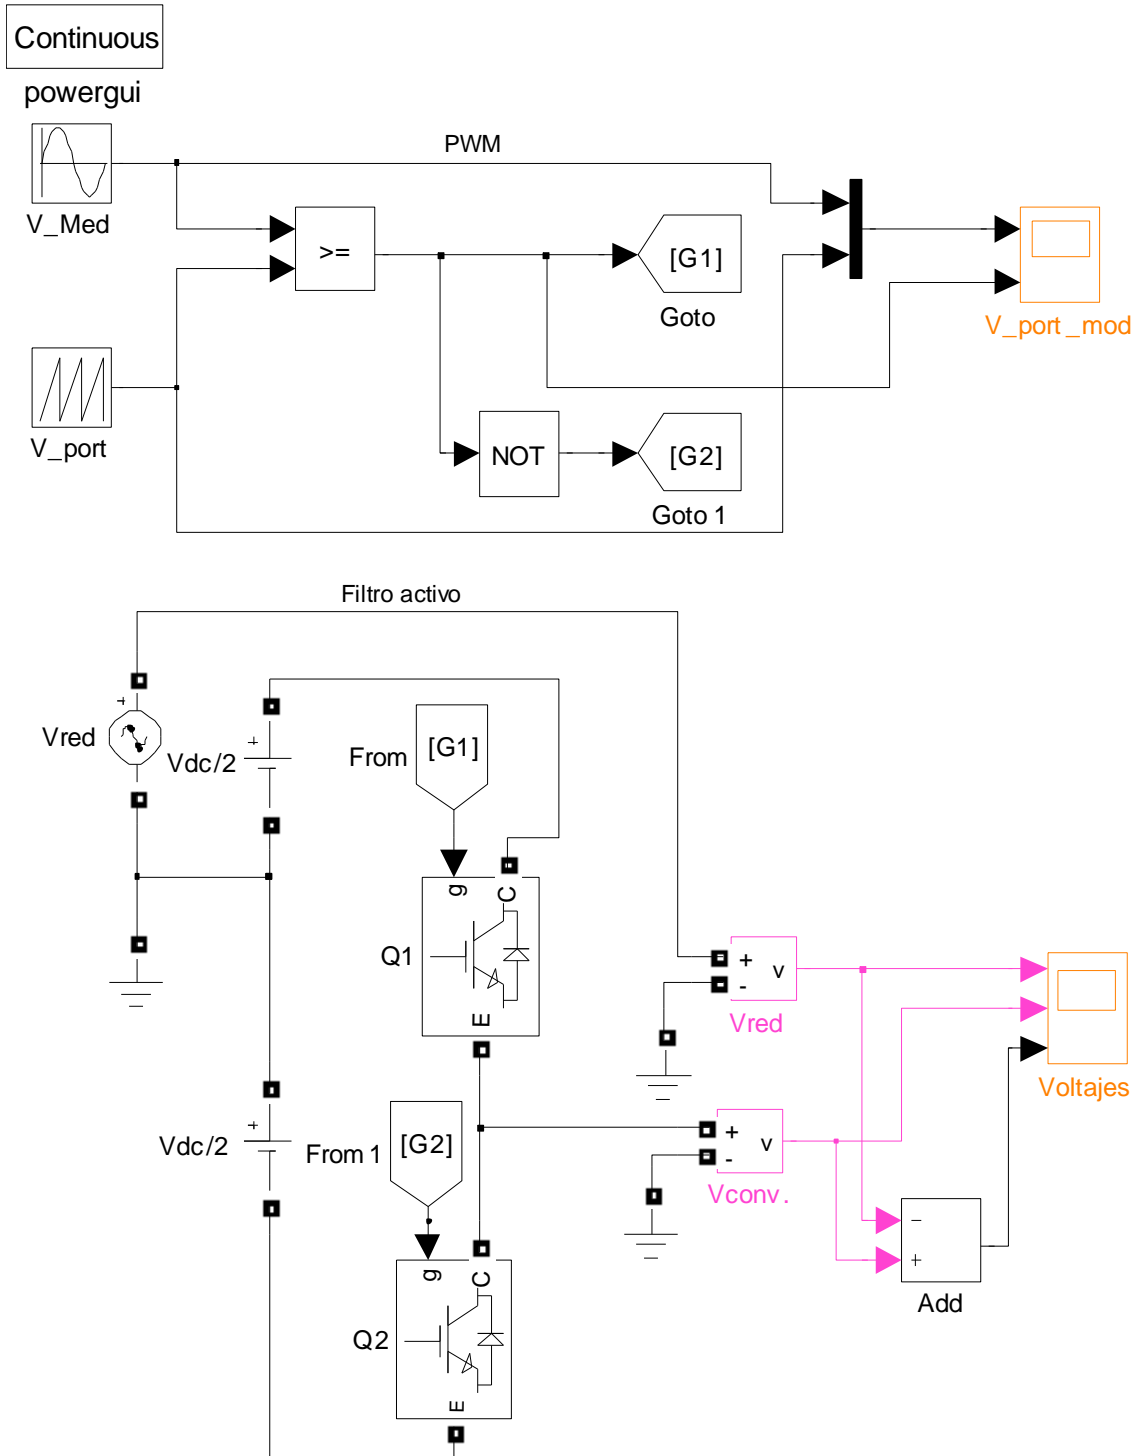 Continuous
powergui
PWM
V_Med
>=
[G1]
Goto
V_port_mod
V_port
NOT
[G2]
Goto 1
Filtro activo
+
Vred
+
Vdc/2
From
[G1]
g
C
Q1
E
+
-
v
Vred
Voltajes
+
Vdc/2
From 1
[G2]
+
-
v
Vconv.
−
+
Add
g
C
Q2
E